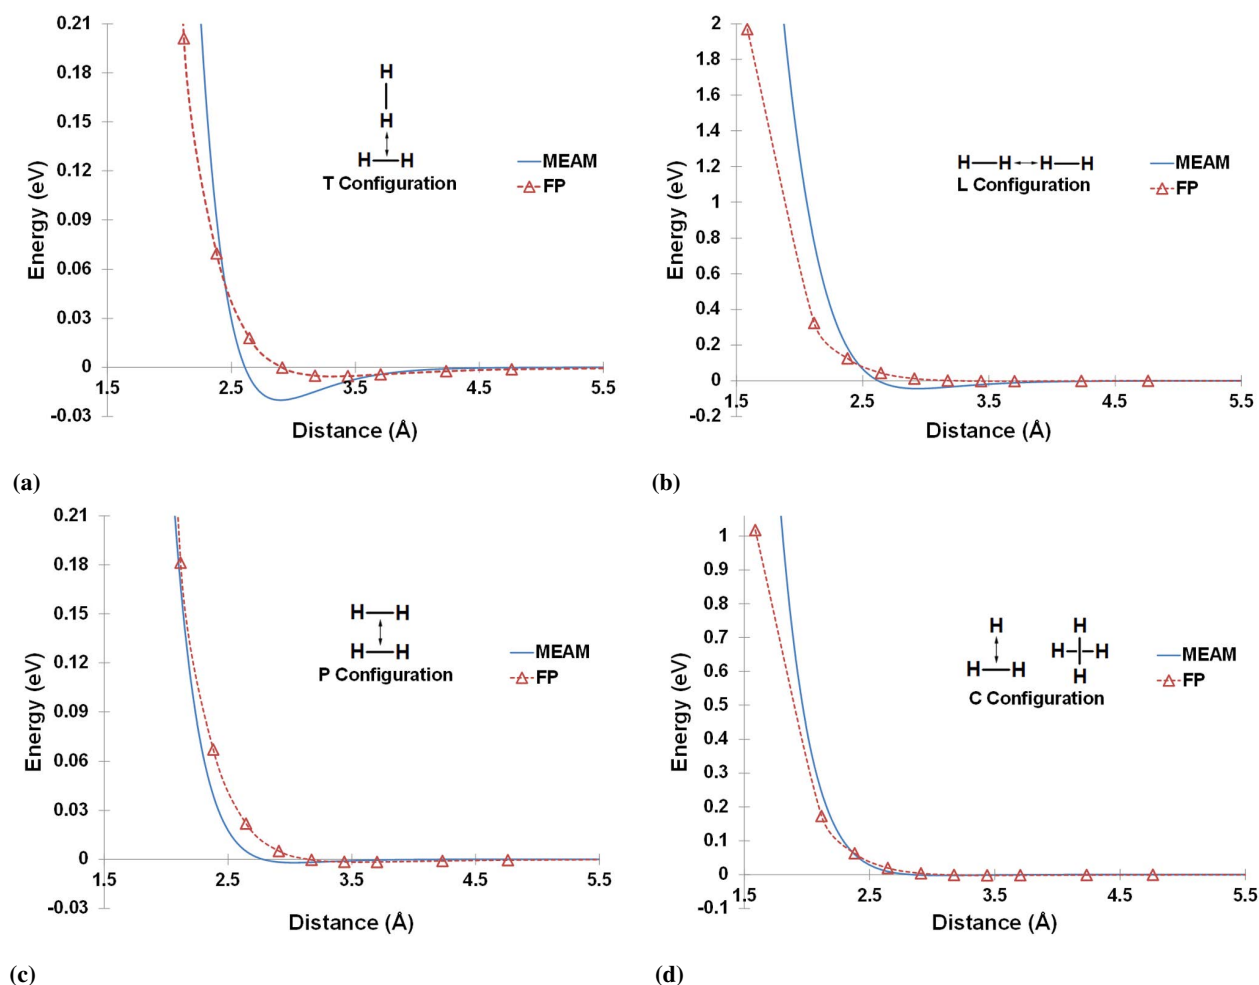 0.21
0.18
0.15
0.12
0.09
0.06
0.03
0
-0.03
1.5 2.5 3.5 4.5 5.5
Energy (eV)
Distance (Å)
H
H
H H
T Configuration
MEAM
FP
(a)
2
1.8
1.6
1.4
1.2
1
0.8
0.6
0.4
0.2
0
-0.2
1.5 2.5 3.5 4.5 5.5
Energy (eV)
Distance (Å)
H H H H
L Configuration
MEAM
FP
(b)
0.21
0.18
0.15
0.12
0.09
0.06
0.03
0
-0.03
1.5 2.5 3.5 4.5 5.5
Energy (eV)
Distance (Å)
H H
H H
P Configuration
MEAM
FP
(c)
1
0.9
0.8
0.7
0.6
0.5
0.4
0.3
0.2
0.1
0
-0.1
1.5 2.5 3.5 4.5 5.5
Energy (eV)
Distance (Å)
H H
H H
H H
H
C Configuration
MEAM
FP
(d)